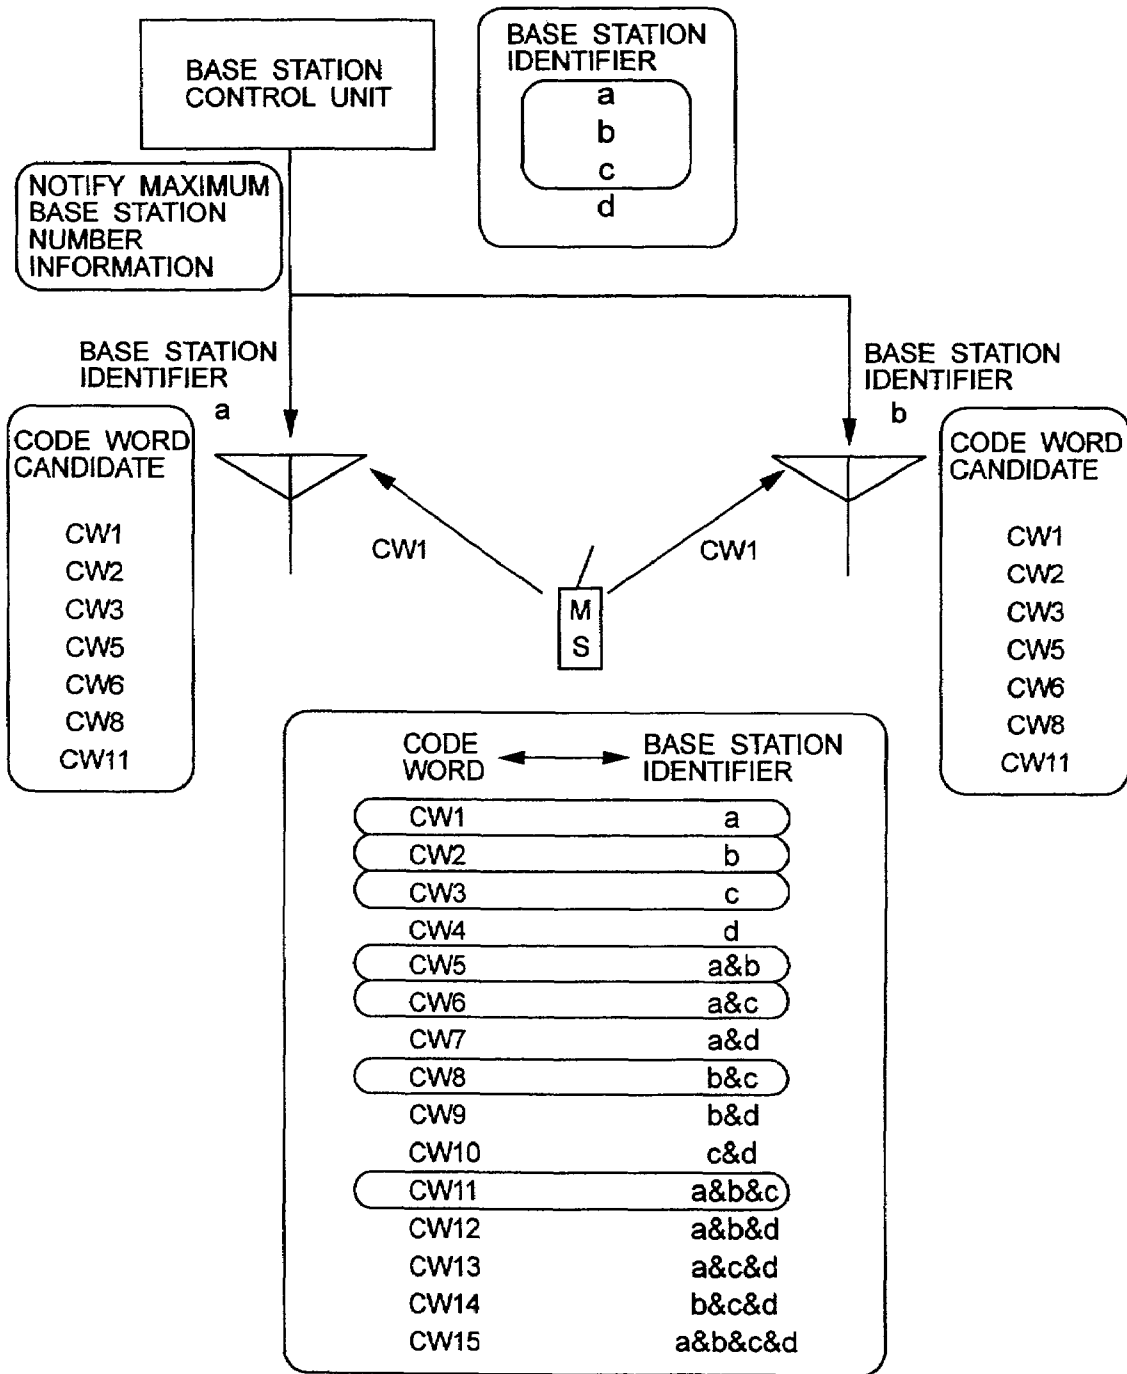 BASE STATION
CONTROL UNIT
BASE STATION
IDENTIFIER
a
b
c
d
NOTIFY MAXIMUM
BASE STATION
NUMBER
INFORMATION
BASE STATION
IDENTIFIER
a
BASE STATION
IDENTIFIER
b
CODE WORD
CANDIDATE
CW1
CW2
CW3
CW5
CW6
CW8
CW11
CW1
CW1
M
S
CODE WORD
CANDIDATE
CW1
CW2
CW3
CW5
CW6
CW8
CW11
CODE
WORD
BASE STATION
IDENTIFIER
CW1 a
CW2 b
CW3 c
CW4 d
CW5 a&b
CW6 a&c
CW7 a&d
CW8 b&c
CW9 b&d
CW10 c&d
CW11 a&b&c
CW12 a&b&d
CW13 a&c&d
CW14 b&c&d
CW15 a&b&c&d